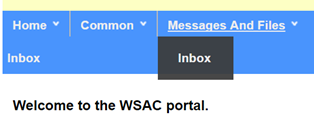 Home Common Messages And Files
Inbox Inbox
Welcome to the WSAC portal.